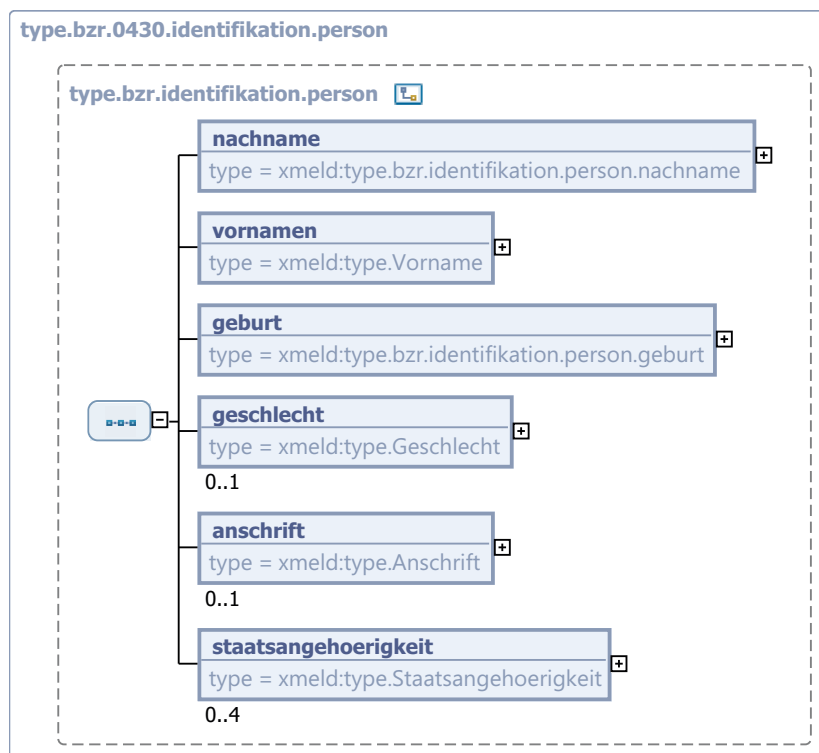 type.bzr.0430.identifikation.person
type.bzr.identifikation.person
nachname
type = xmeld:type.bzr.identifikation.person.nachname
vornamen
type = xmeld:type.Vorname
geburt
type = xmeld:type.bzr.identifikation.person.geburt
geschlecht
type = xmeld:type.Geschlecht
0..1
anschrift
type = xmeld:type.Anschrift
0..1
staatsangehoerigkeit
type = xmeld:type.Staatsangehoerigkeit
0..4